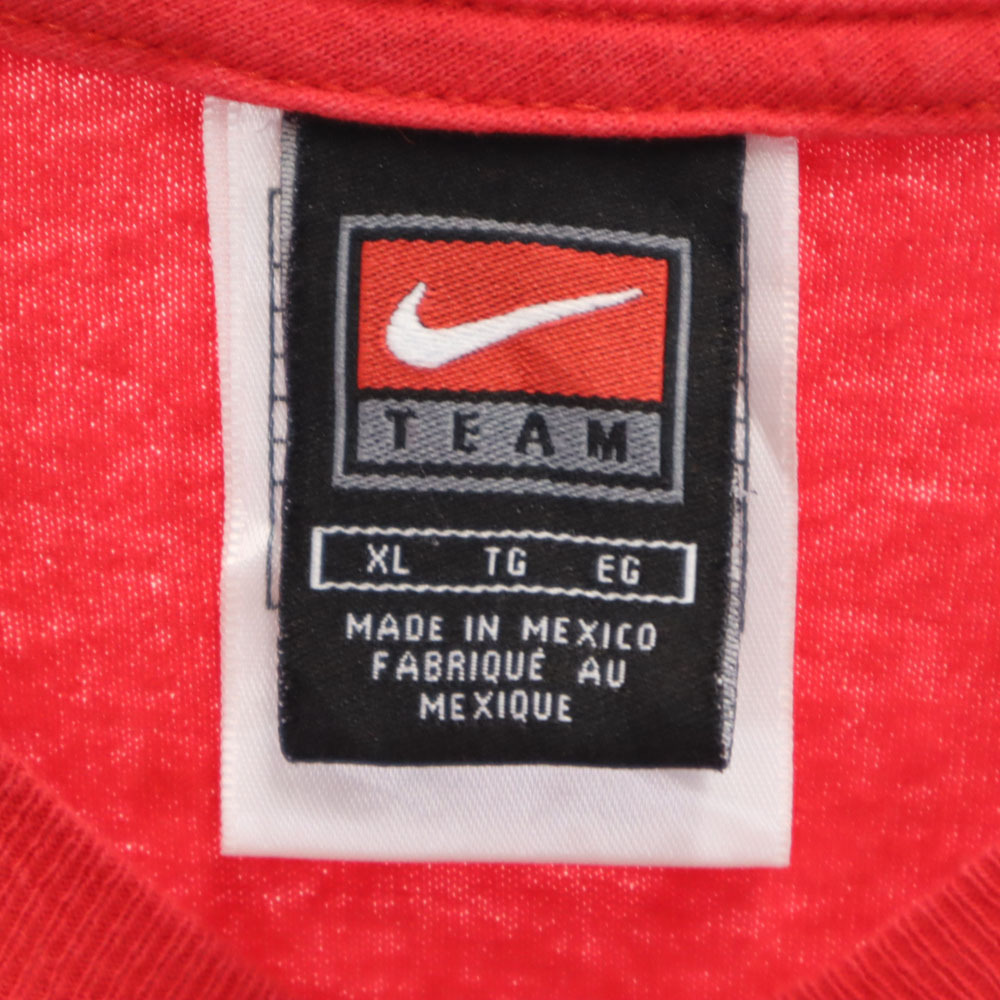 TEAM
XL TG EG
MADE IN MEXICO
FABRIQUÉ AU
MEXIQUE